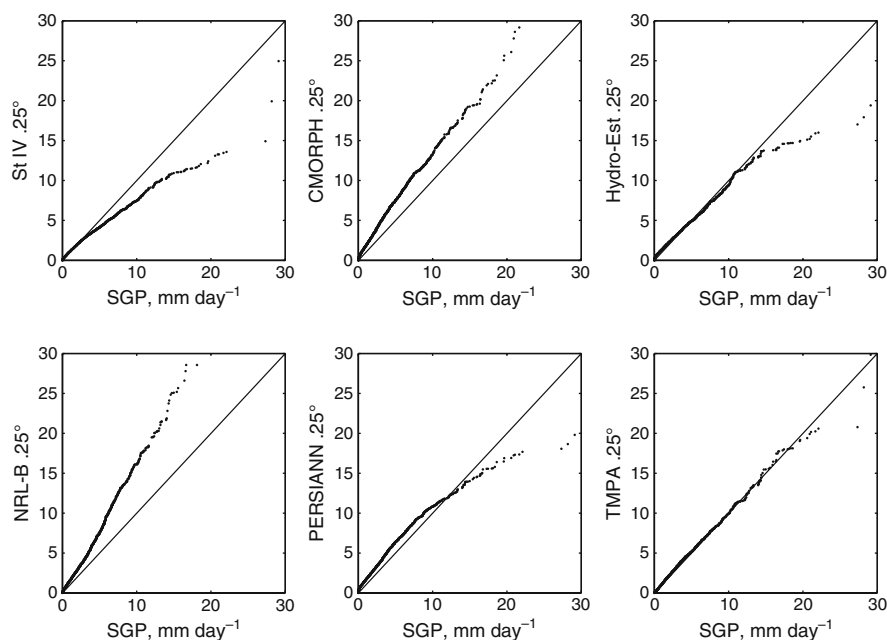 30
25
20
15
10
5
0
St IV .25°
0 10 20 30
SGP, mm day⁻¹
30
25
20
15
10
5
0
CMORPH .25°
0 10 20 30
SGP, mm day⁻¹
30
25
20
15
10
5
0
Hydro-Est .25°
0 10 20 30
SGP, mm day⁻¹
30
25
20
15
10
5
0
NRL-B .25°
0 10 20 30
SGP, mm day⁻¹
30
25
20
15
10
5
0
PERSIANN .25°
0 10 20 30
SGP, mm day⁻¹
30
25
20
15
10
5
0
TMPA .25°
0 10 20 30
SGP, mm day⁻¹